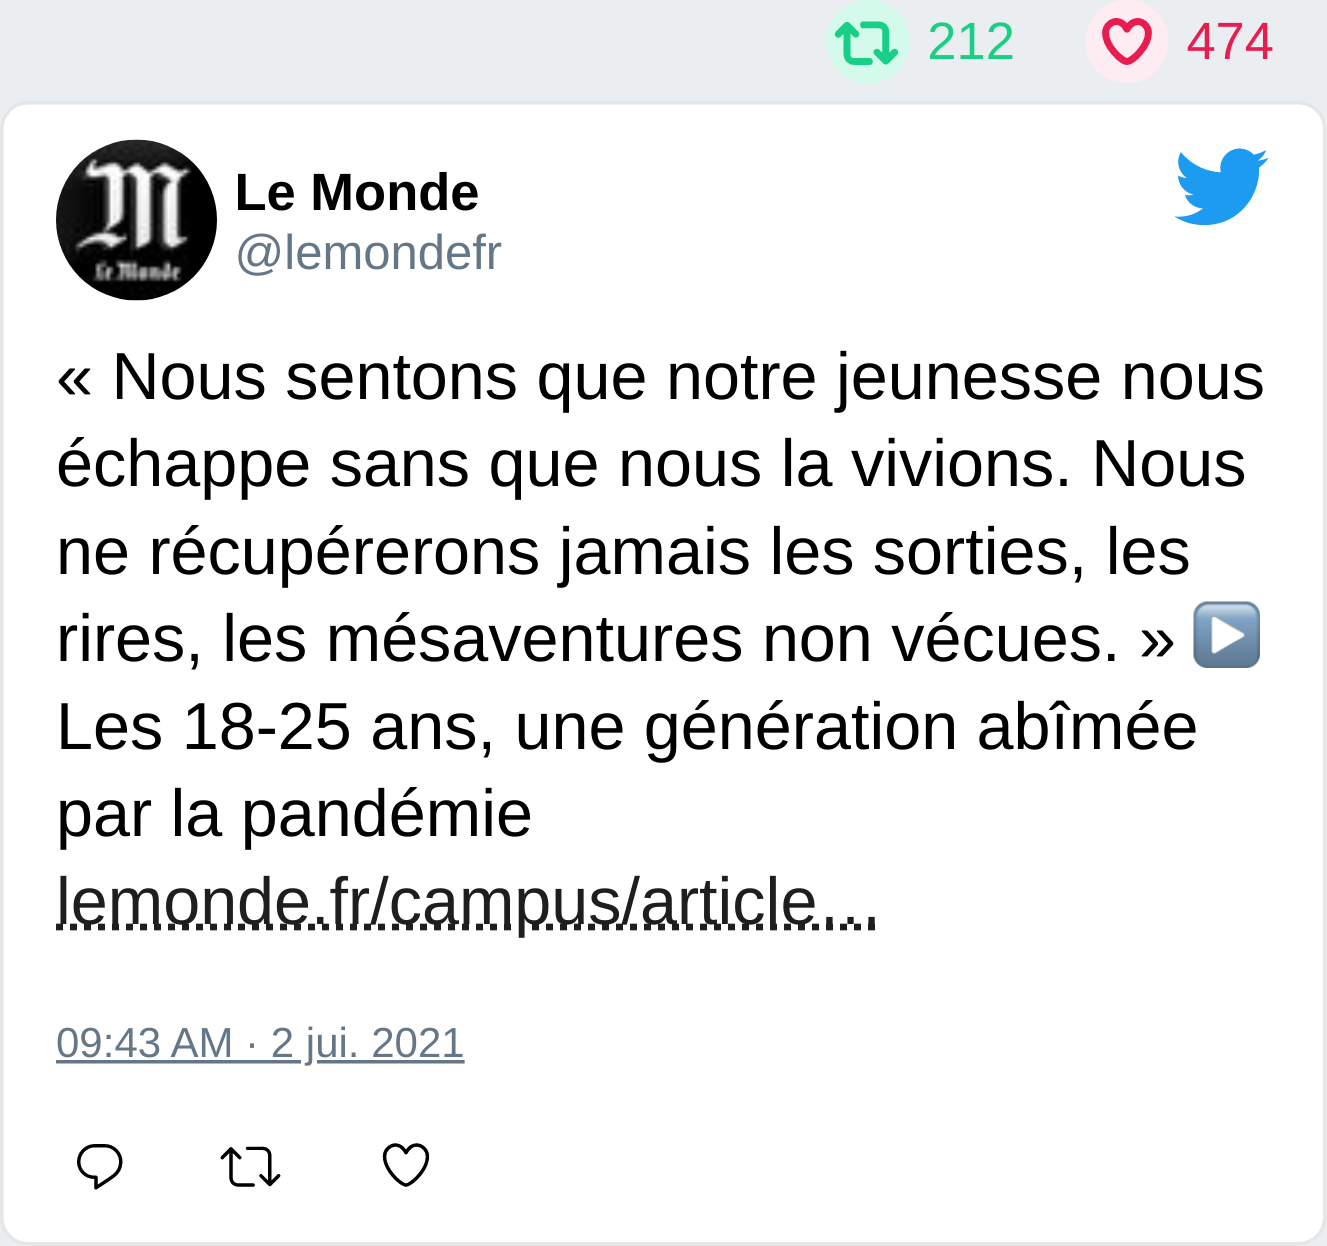 212 474
Le Monde
Le Monde
@lemondefr
« Nous sentons que notre jeunesse nous
échappe sans que nous la vivions. Nous
ne récupérerons jamais les sorties, les
rires, les mésaventures non vécues. » ▶️
Les 18-25 ans, une génération abîmée
par la pandémie
lemonde.fr/campus/article…
09:43 AM · 2 jui. 2021